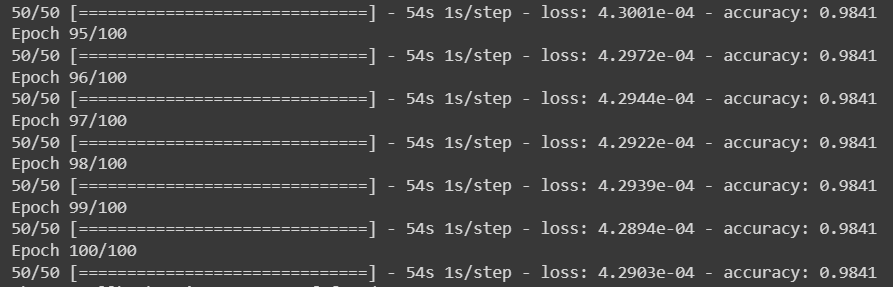 50/50 [==============================] - 54s 1s/step - loss: 4.3001e-04 - accuracy: 0.9841
Epoch 95/100
50/50 [==============================] - 54s 1s/step - loss: 4.2972e-04 - accuracy: 0.9841
Epoch 96/100
50/50 [==============================] - 54s 1s/step - loss: 4.2944e-04 - accuracy: 0.9841
Epoch 97/100
50/50 [==============================] - 54s 1s/step - loss: 4.2922e-04 - accuracy: 0.9841
Epoch 98/100
50/50 [==============================] - 54s 1s/step - loss: 4.2939e-04 - accuracy: 0.9841
Epoch 99/100
50/50 [==============================] - 54s 1s/step - loss: 4.2894e-04 - accuracy: 0.9841
Epoch 100/100
50/50 [==============================] - 54s 1s/step - loss: 4.2903e-04 - accuracy: 0.9841